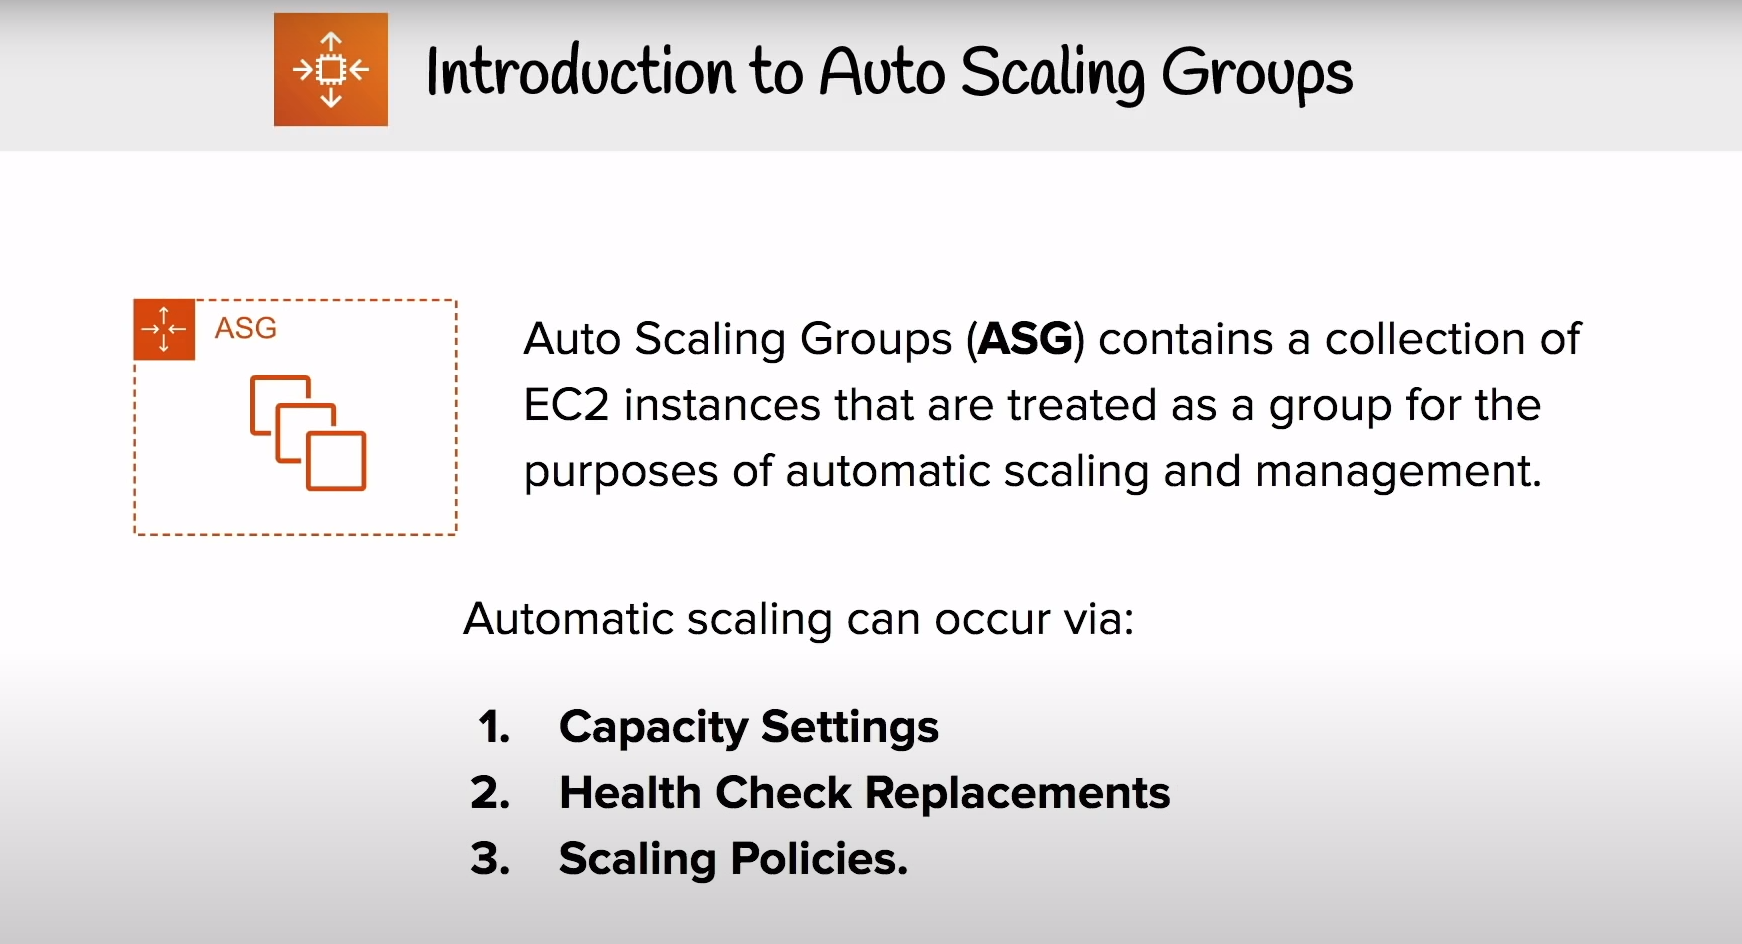 Introduction to Auto Scaling Groups
ASG
Auto Scaling Groups (ASG) contains a collection of
EC2 instances that are treated as a group for the
purposes of automatic scaling and management.
Automatic scaling can occur via:
1. Capacity Settings
2. Health Check Replacements
3. Scaling Policies.